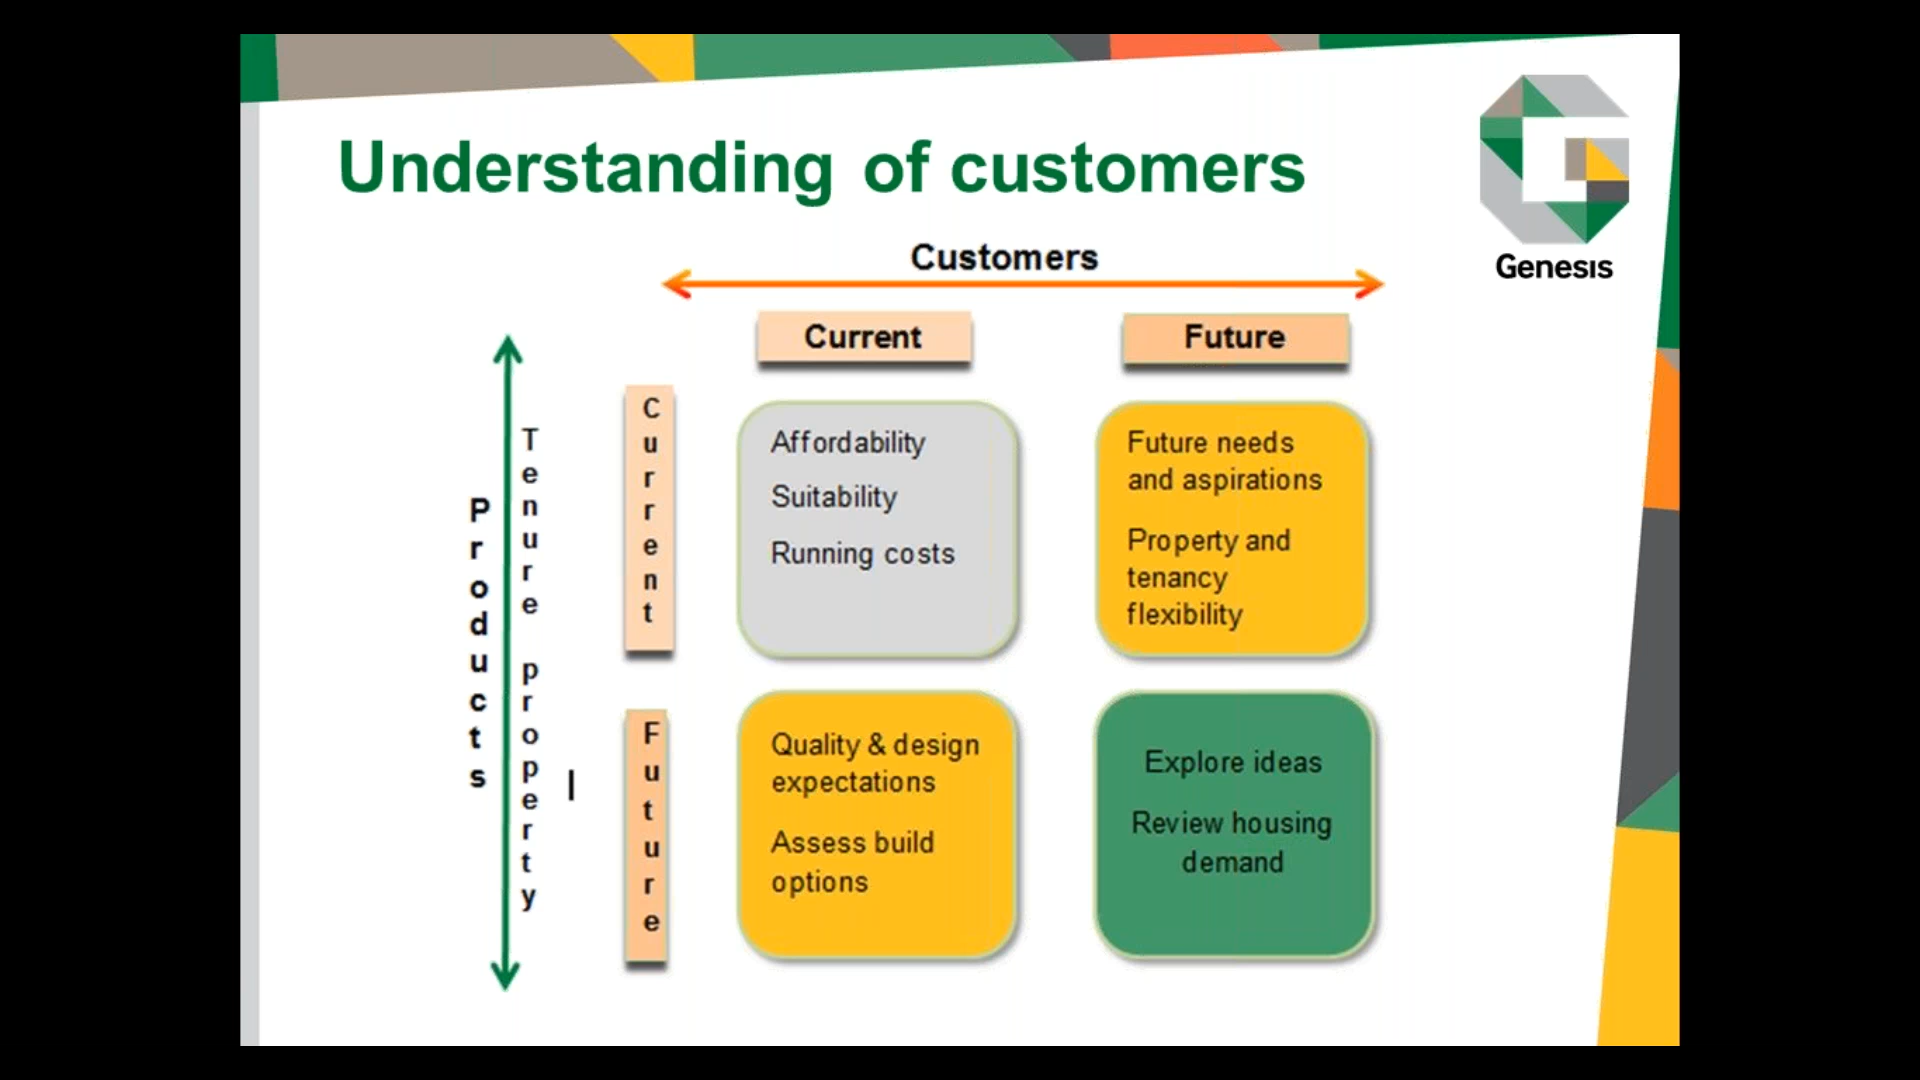 Understanding of customers
Genesis
Customers
Current
Future
Products
Tenure property
Current
Affordability
Suitability
Running costs
Future needs
and aspirations
Property and
tenancy
flexibility
Future
Quality & design
expectations
Assess build
options
Explore ideas
Review housing
demand